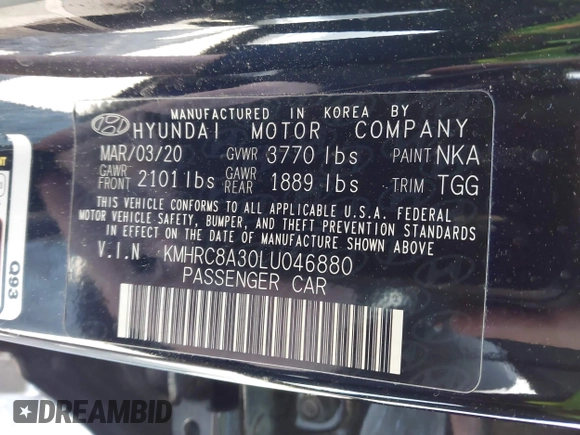 MANUFACTURED IN KOREA BY
HYUNDAI MOTOR COMPANY
MAR/03/20 GVWR 3770 lbs PAINT NKA
GAWR FRONT 2101 lbs GAWR REAR 1889 lbs TRIM TGG
THIS VEHICLE CONFORMS TO ALL APPLICABLE U.S.A. FEDERAL
MOTOR VEHICLE SAFETY, BUMPER, AND THEFT PREVENTION STANDARDS
IN EFFECT ON THE DATE OF MANUFACTURE SHOWN ABOVE.
V.I.N. KMHRC8A30LU046880
PASSENGER CAR
Q93
DREAMBID